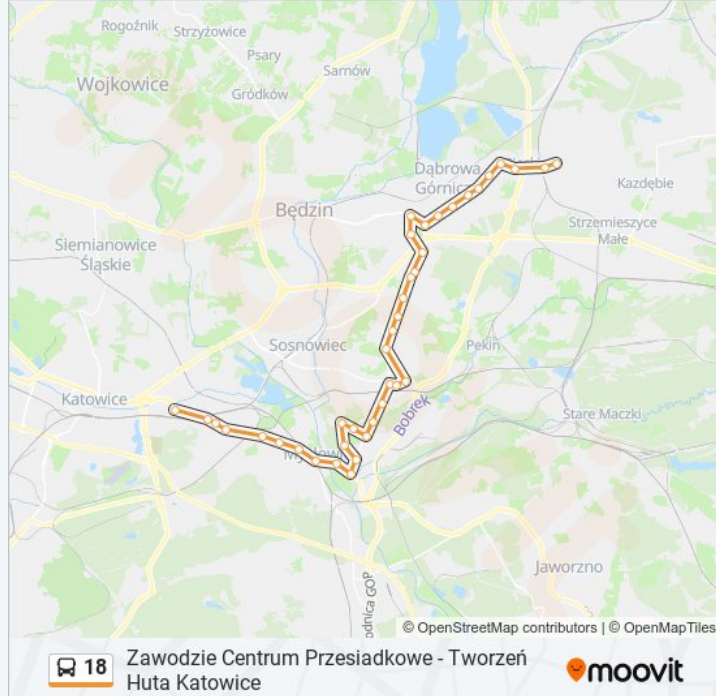 Rogoźnik
Strzyżowice
Psary
Sarnów
Wojkowice
Gródków
Dąbrowa
Górnicza
Kazdębie
Będzin
Strzemieszyce
Małe
Siemianowice
Śląskie
Sosnowiec
Pekin
Katowice
Bobrek
Stare Maczki
Jaworzno
© OpenStreetMap contributors | © OpenMapTiles
18
Zawodzie Centrum Przesiadkowe - Tworzeń
Huta Katowice
moovit